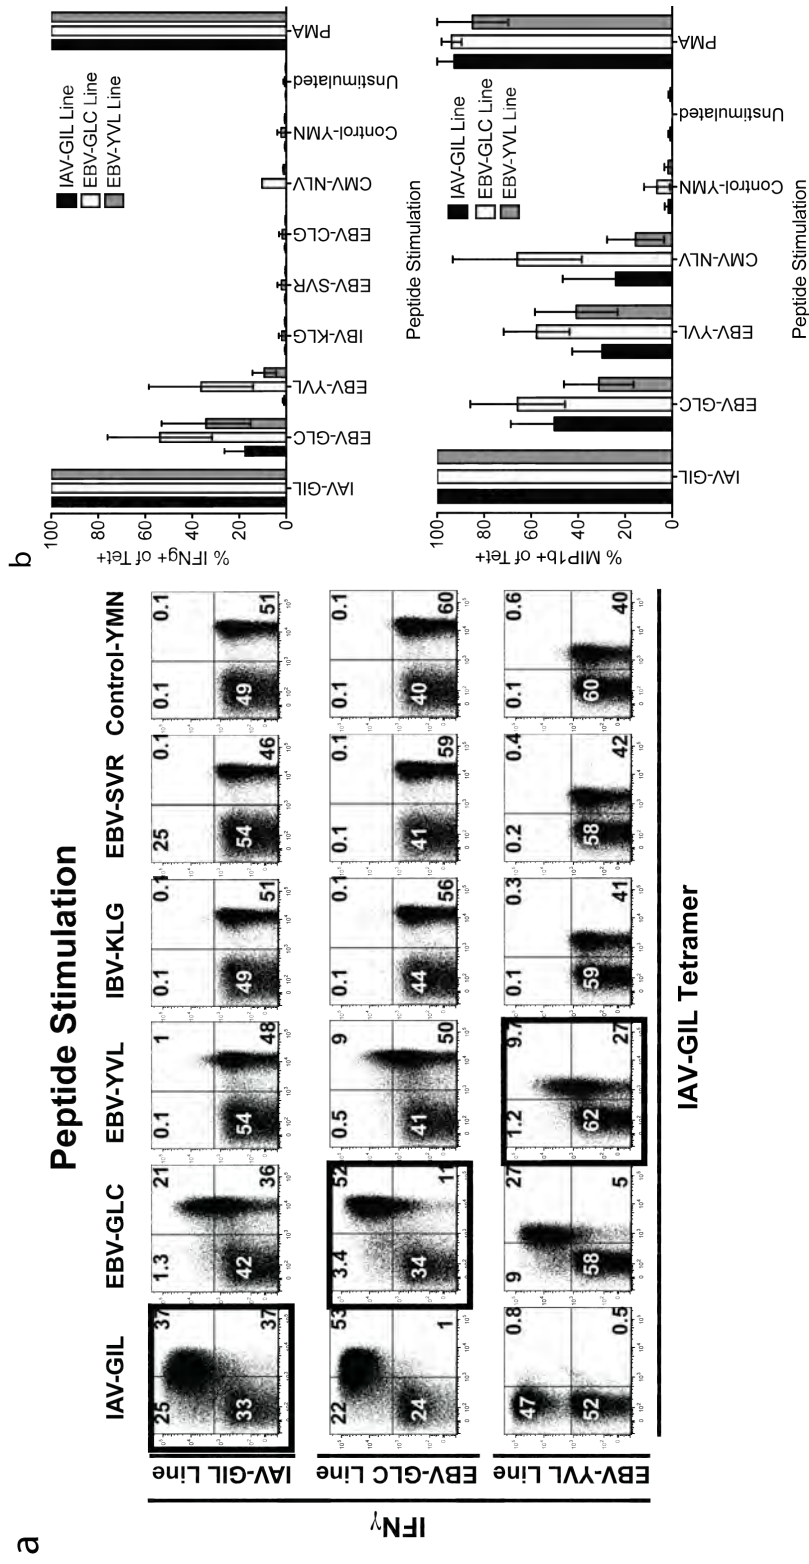 a
Peptide Stimulation
IAV-GIL EBV-GLC EBV-YVL IBV-KLG EBV-SVR Control-YMN
IFNγ
IAV-GIL Line
25 37 1.3 21 0.1 1 0.1 0.1 25 0.1 0.1 0.1
33 37 42 36 54 48 49 51 54 46 49 51
EBV-GLC Line
22 53 3.4 52 0.5 9 0.1 0.1 0.1 0.1 0.1 0.1
24 1 34 11 41 50 44 56 41 59 40 60
EBV-YVL Line
47 0.8 9 27 1.2 9.7 0.1 0.3 0.2 0.4 0.1 0.6
52 0.5 58 5 62 27 59 41 58 42 60 40
IAV-GIL Tetramer
b
% IFNg+ of Tet+
100
80
60
40
20
0
IAV-GIL Line
EBV-GLC Line
EBV-YVL Line
IAV-GIL
EBV-GLC
EBV-YVL
IBV-KLG
EBV-SVR
EBV-CLG
CMV-NLV
Control-YMN
Unstimulated
PMA
Peptide Stimulation
% MIP1b+ of Tet+
100
80
60
40
20
0
IAV-GIL Line
EBV-GLC Line
EBV-YVL Line
IAV-GIL
EBV-GLC
EBV-YVL
CMV-NLV
Control-YMN
Unstimulated
PMA
Peptide Stimulation